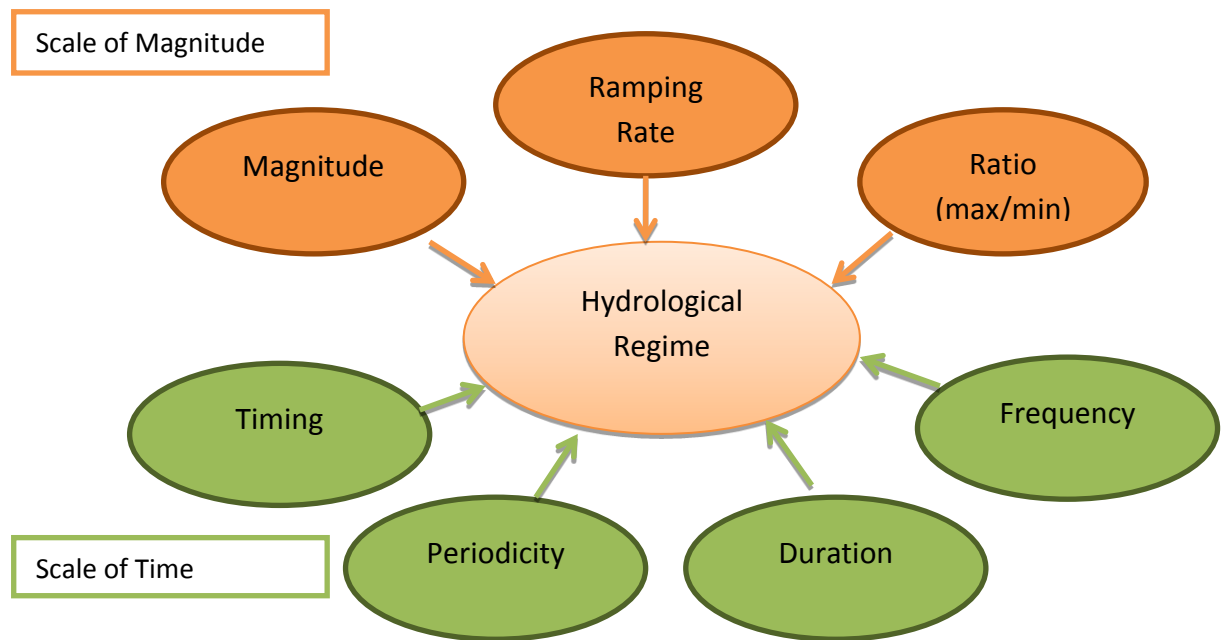 Scale of Magnitude
Ramping
Rate
Magnitude
Ratio
(max/min)
Hydrological
Regime
Timing
Frequency
Periodicity
Duration
Scale of Time